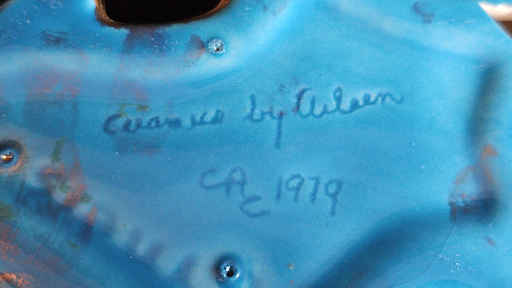 Ceramics by Aileen
CAC 1979